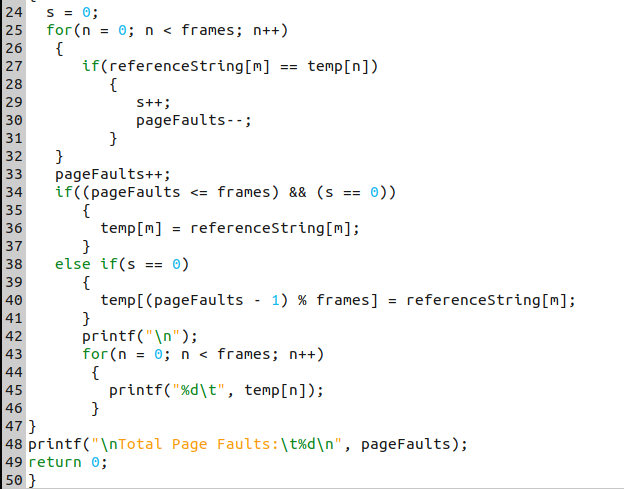 24 s = 0;
25 for(n = 0; n < frames; n++)
26 {
27 if(referenceString[m] == temp[n])
28 {
29 s++;
30 pageFaults--;
31 }
32 }
33 pageFaults++;
34 if((pageFaults <= frames) && (s == 0))
35 {
36 temp[m] = referenceString[m];
37 }
38 else if(s == 0)
39 {
40 temp[(pageFaults - 1) % frames] = referenceString[m];
41 }
42 printf("\n");
43 for(n = 0; n < frames; n++)
44 {
45 printf("%d\t", temp[n]);
46 }
47 }
48 printf("\nTotal Page Faults:\t%d\n", pageFaults);
49 return 0;
50 }